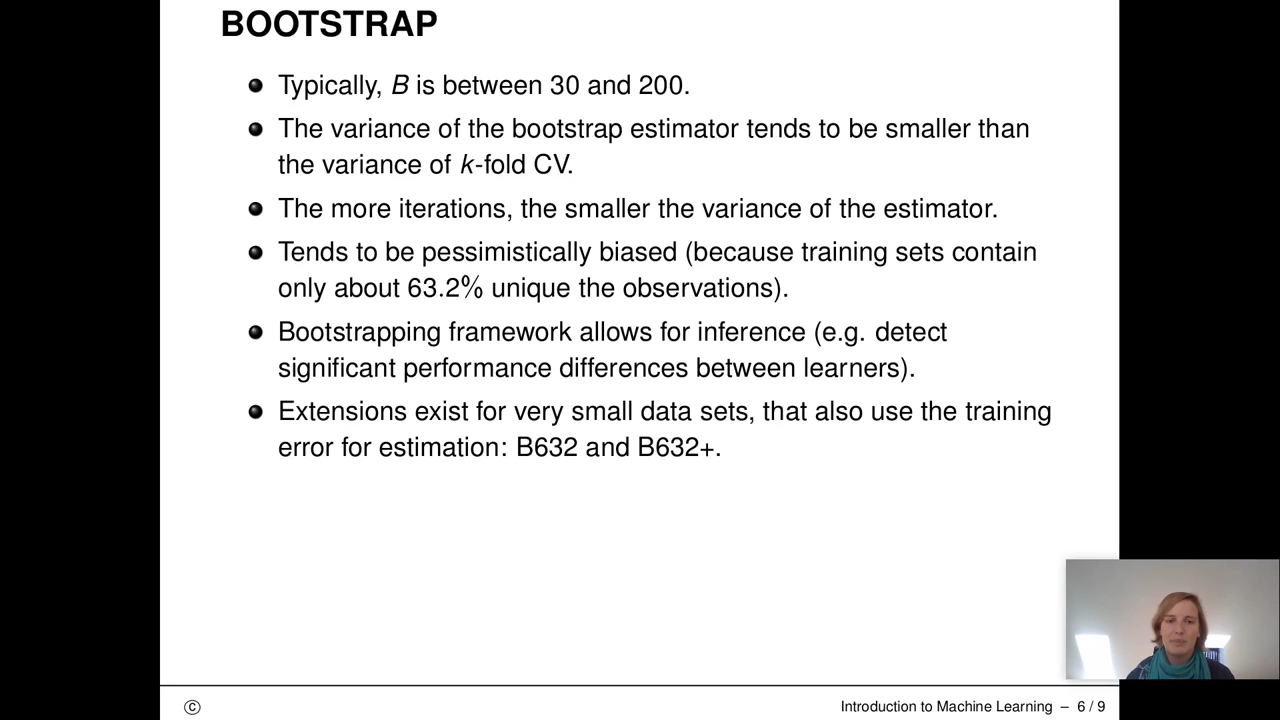 BOOTSTRAP
Typically, B is between 30 and 200.
The variance of the bootstrap estimator tends to be smaller than
the variance of k-fold CV.
The more iterations, the smaller the variance of the estimator.
Tends to be pessimistically biased (because training sets contain
only about 63.2% unique the observations).
Bootstrapping framework allows for inference (e.g. detect
significant performance differences between learners).
Extensions exist for very small data sets, that also use the training
error for estimation: B632 and B632+.
© Introduction to Machine Learning – 6 / 9